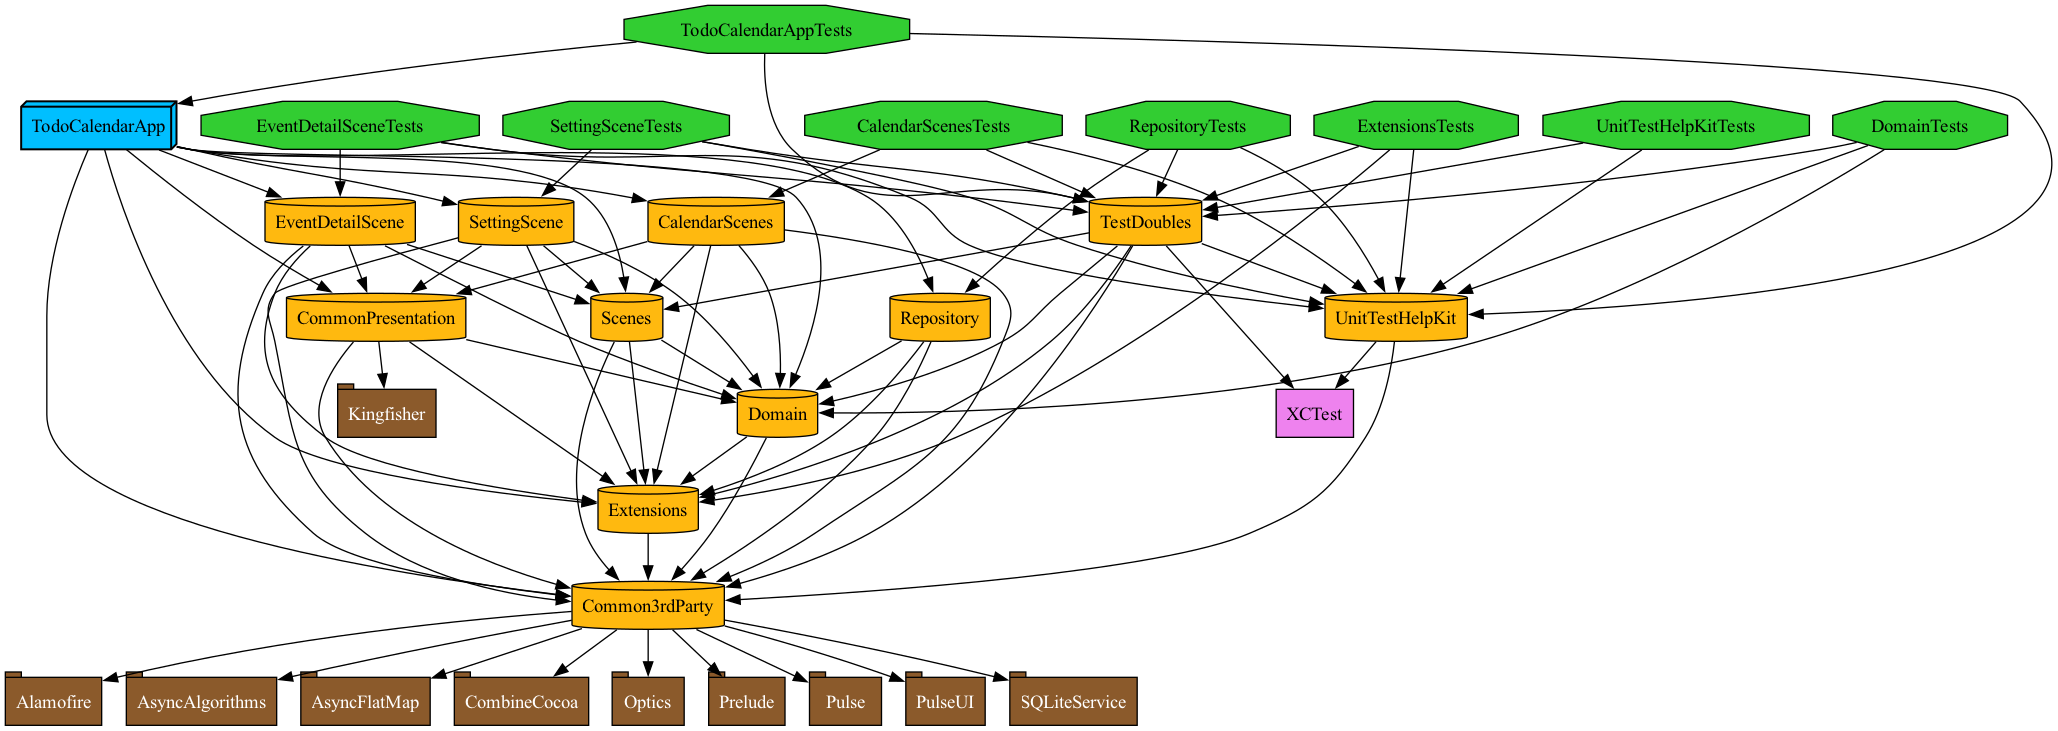 TodoCalendarAppTests
TodoCalendarApp
EventDetailSceneTests
SettingSceneTests
CalendarScenesTests
RepositoryTests
ExtensionsTests
UnitTestHelpKitTests
DomainTests
EventDetailScene
SettingScene
CalendarScenes
TestDoubles
CommonPresentation
Scenes
Repository
UnitTestHelpKit
Kingfisher
Domain
XCTest
Extensions
Common3rdParty
Alamofire
AsyncAlgorithms
AsyncFlatMap
CombineCocoa
Optics
Prelude
Pulse
PulseUI
SQLiteService